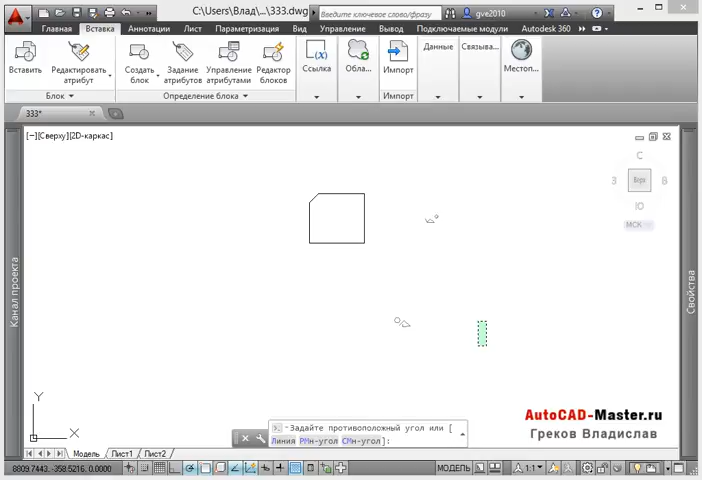 C:\Users\Влад\...\333.dwg
Введите ключевое слово/фразу
gve2010
Главная Вставка Аннотации Лист Параметризация Вид Управление Вывод Подключаемые модули Autodesk 360
Вставить
Редактировать атрибут
Создать блок
Задание атрибутов
Управление атрибутами
Редактор блоков
Ссылка
Обла...
Импорт
Данные
Связыва...
Местоп...
Блок
Определение блока
Импорт
333*
[−][Сверху][2D-каркас]
С
З
Верх
В
Ю
МСК
Канал проекта
Свойства
Y
X
Задайте противоположный угол или [
Линия РМн-угол СМн-угол]:
AutoCAD-Master.ru
Греков Владислав
Модель Лист1 Лист2
8809.7443, -358.5216, 0.0000
МОДЕЛЬ
1:1